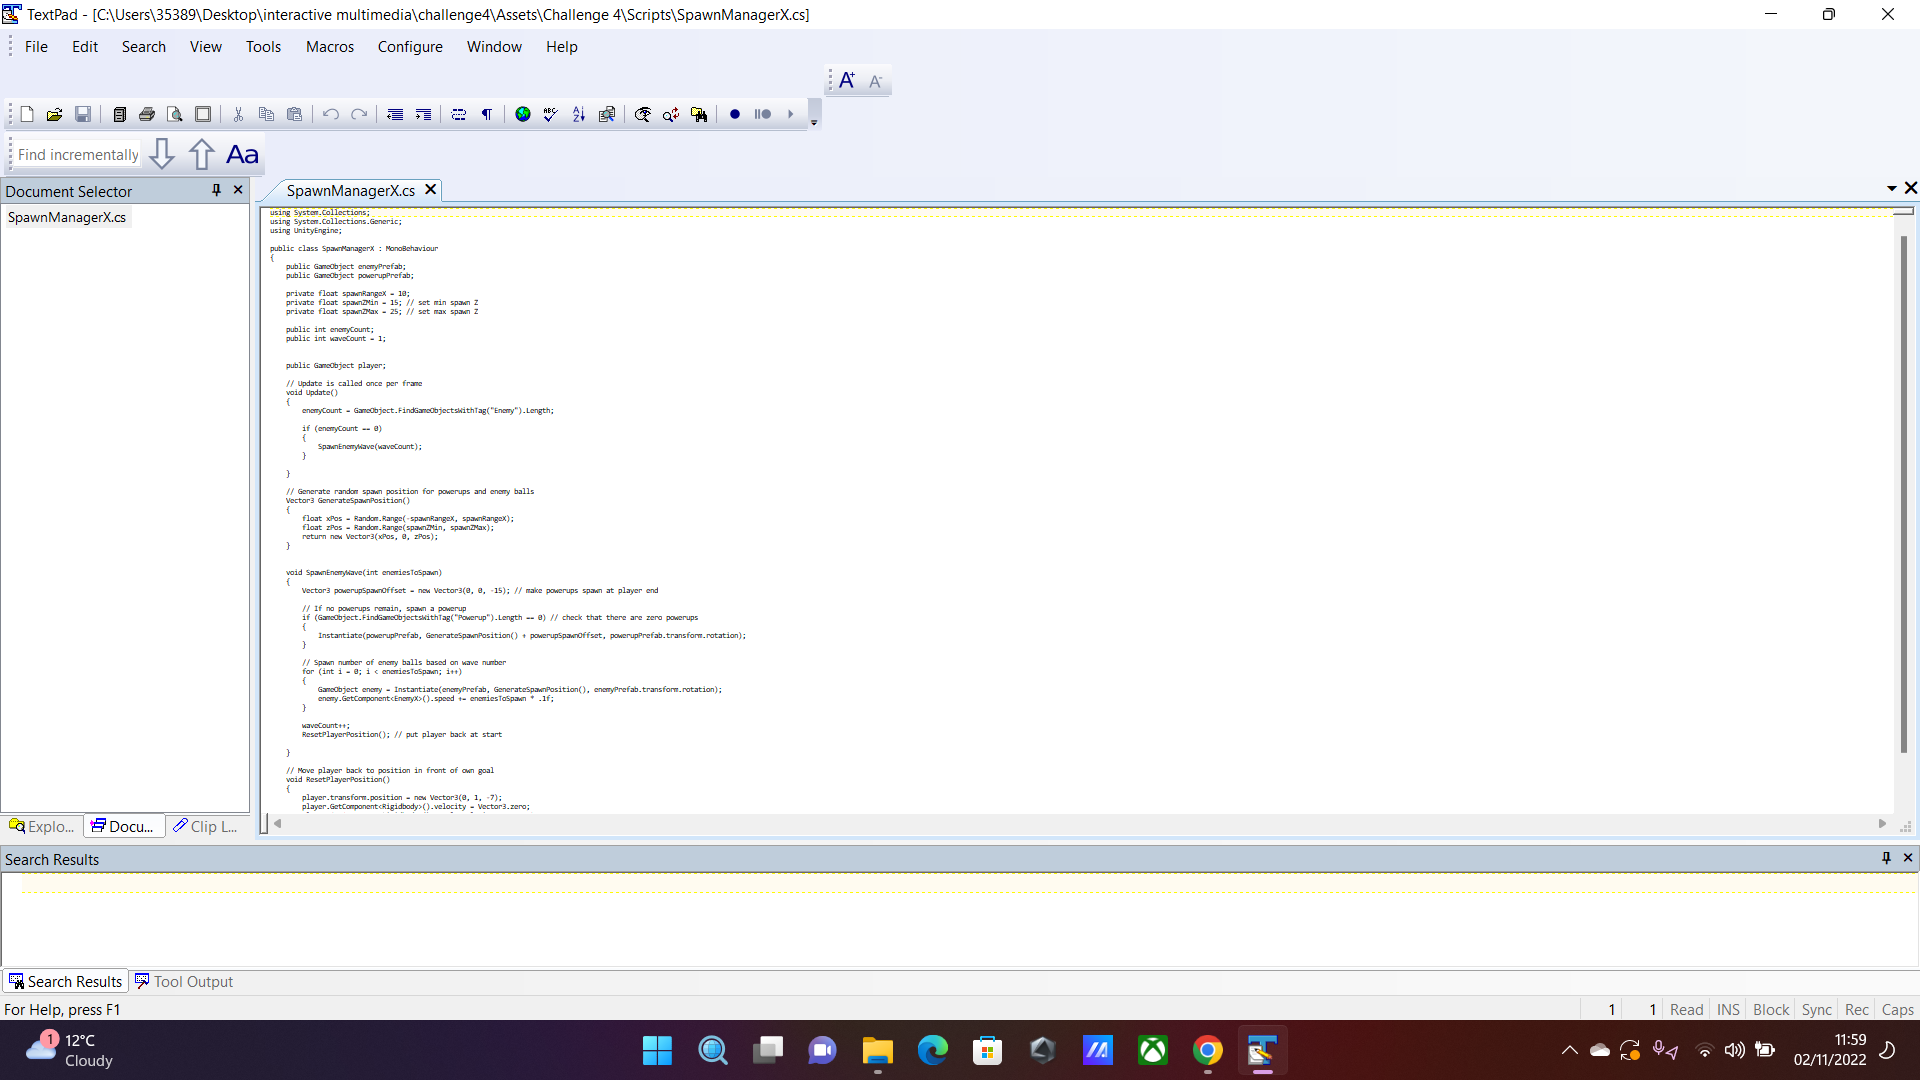 TextPad - [C:\Users\35389\Desktop\interactive multimedia\challenge4\Assets\Challenge 4\Scripts\SpawnManagerX.cs]
File Edit Search View Tools Macros Configure Window Help
A+ A-
Find incrementally Aa
Document Selector
SpawnManagerX.cs
SpawnManagerX.cs
using System.Collections;
using System.Collections.Generic;
using UnityEngine;
public class SpawnManagerX : MonoBehaviour
{
public GameObject enemyPrefab;
public GameObject powerupPrefab;
private float spawnRangeX = 10;
private float spawnZMin = 15; // set min spawn Z
private float spawnZMax = 25; // set max spawn Z
public int enemyCount;
public int waveCount = 1;
public GameObject player;
// Update is called once per frame
void Update()
{
enemyCount = GameObject.FindGameObjectsWithTag("Enemy").Length;
if (enemyCount == 0)
{
SpawnEnemyWave(waveCount);
}
}
// Generate random spawn position for powerups and enemy balls
Vector3 GenerateSpawnPosition()
{
float xPos = Random.Range(-spawnRangeX, spawnRangeX);
float zPos = Random.Range(spawnZMin, spawnZMax);
return new Vector3(xPos, 0, zPos);
}
void SpawnEnemyWave(int enemiesToSpawn)
{
Vector3 powerupSpawnOffset = new Vector3(0, 0, -15); // make powerups spawn at player end
// If no powerups remain, spawn a powerup
if (GameObject.FindGameObjectsWithTag("Powerup").Length == 0) // check that there are zero powerups
{
Instantiate(powerupPrefab, GenerateSpawnPosition() + powerupSpawnOffset, powerupPrefab.transform.rotation);
}
// Spawn number of enemy balls based on wave number
for (int i = 0; i < enemiesToSpawn; i++)
{
GameObject enemy = Instantiate(enemyPrefab, GenerateSpawnPosition(), enemyPrefab.transform.rotation);
enemy.GetComponent<EnemyX>().speed += enemiesToSpawn * .1f;
}
waveCount++;
ResetPlayerPosition(); // put player back at start
}
// Move player back to position in front of own goal
void ResetPlayerPosition()
{
player.transform.position = new Vector3(0, 1, -7);
player.GetComponent<Rigidbody>().velocity = Vector3.zero;
Explo... Docu... Clip L...
Search Results
Search Results Tool Output
For Help, press F1 1 1 Read INS Block Sync Rec Caps
1 12°C
Cloudy
11:59
02/11/2022